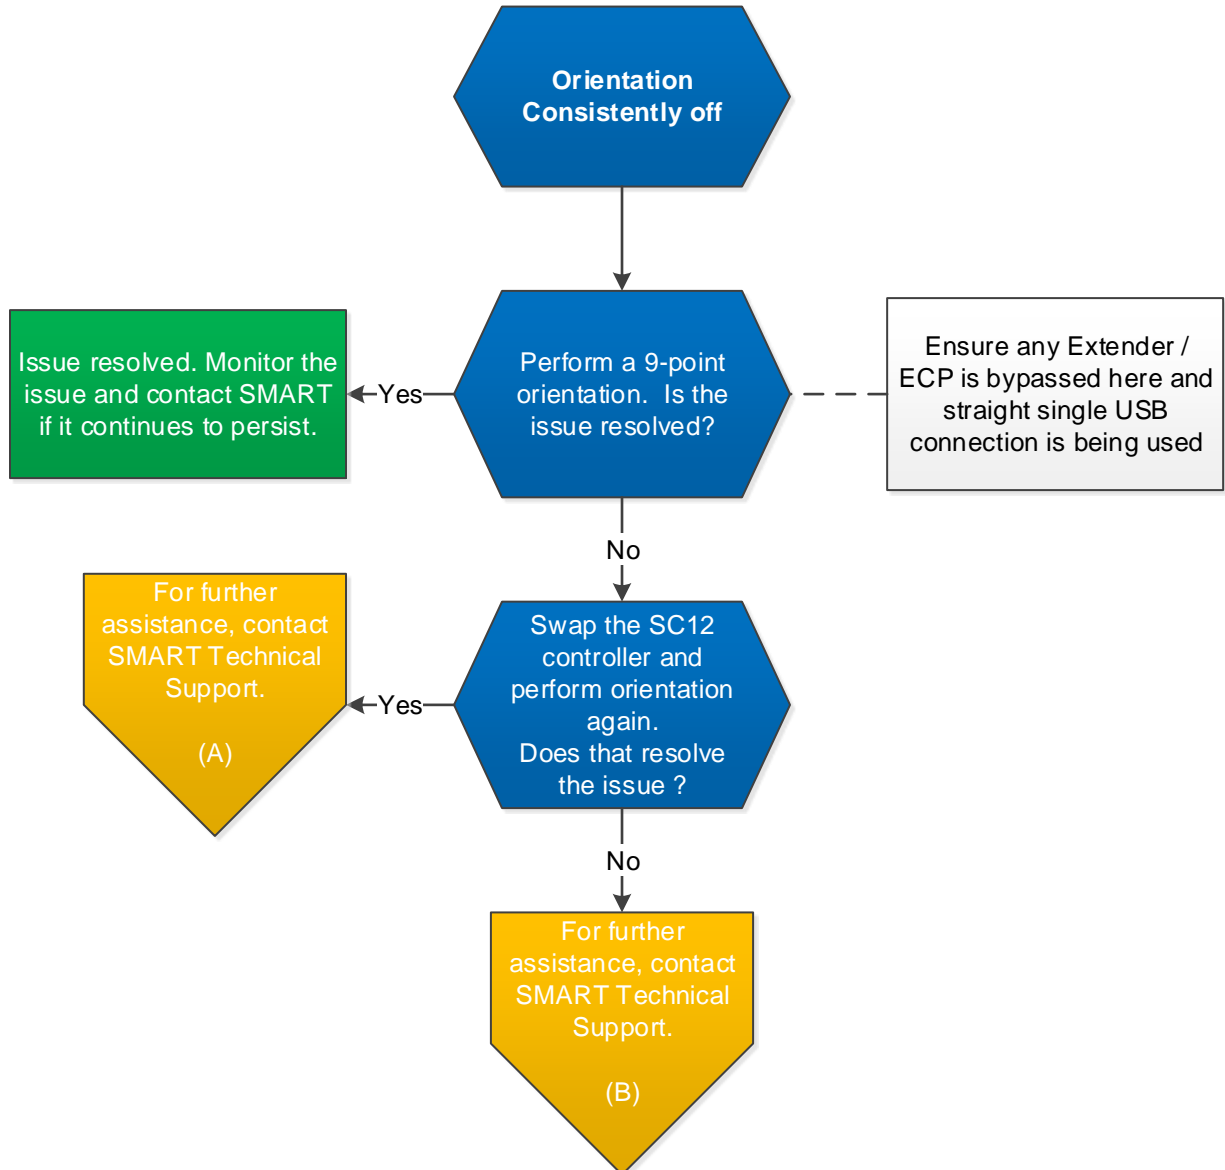 Orientation
Consistently off
Issue resolved. Monitor the
issue and contact SMART
if it continues to persist.
Yes
Perform a 9-point
orientation.  Is the
issue resolved?
Ensure any Extender /
ECP is bypassed here and
straight single USB
connection is being used
No
For further
assistance, contact
SMART Technical
Support.
(A)
Yes
Swap the SC12
controller and
perform orientation
again.
Does that resolve
the issue ?
No
For further
assistance, contact
SMART Technical
Support.
(B)